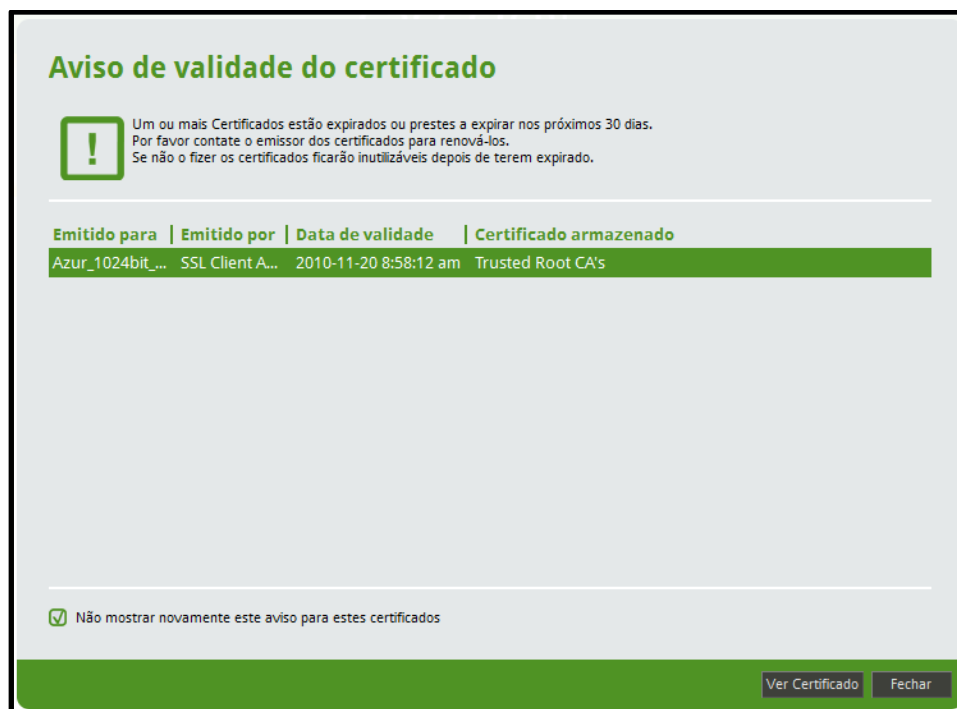 Aviso de validade do certificado
!
Um ou mais Certificados estão expirados ou prestes a expirar nos próximos 30 dias.
Por favor contate o emissor dos certificados para renová-los.
Se não o fizer os certificados ficarão inutilizáveis depois de terem expirado.
Emitido para Emitido por Data de validade Certificado armazenado
Azur_1024bit_... SSL Client A... 2010-11-20 8:58:12 am Trusted Root CA's
Não mostrar novamente este aviso para estes certificados
Ver Certificado Fechar